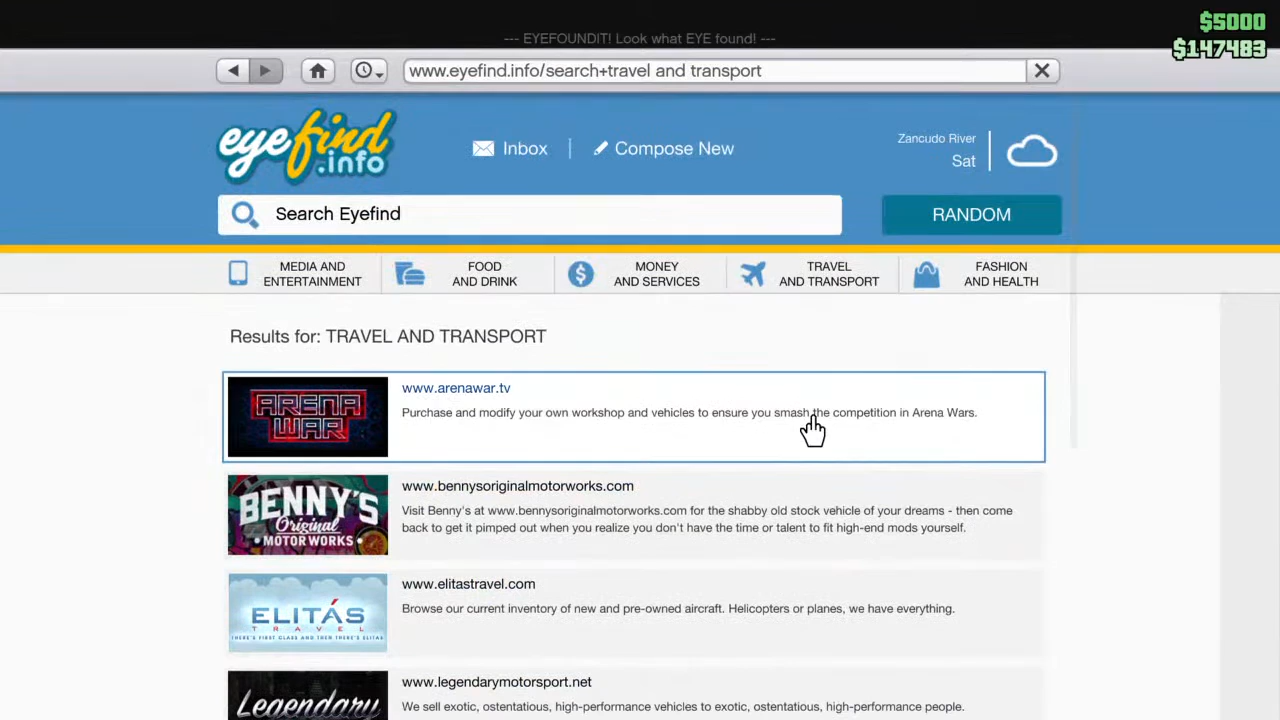 $5000
--- EYEFOUNDIT! Look what EYE found! ---
$147483
www.eyefind.info/search+travel and transport
eyefind
.info
Inbox
Compose New
Zancudo River
Sat
Search Eyefind
RANDOM
MEDIA AND
ENTERTAINMENT
FOOD
AND DRINK
MONEY
AND SERVICES
TRAVEL
AND TRANSPORT
FASHION
AND HEALTH
Results for: TRAVEL AND TRANSPORT
ARENA
WAR
www.arenawar.tv
Purchase and modify your own workshop and vehicles to ensure you smash the competition in Arena Wars.
BENNY'S
Original
MOTOR WORKS
www.bennysoriginalmotorworks.com
Visit Benny's at www.bennysoriginalmotorworks.com for the shabby old stock vehicle of your dreams - then come
back to get it pimped out when you realize you don't have the time or talent to fit high-end mods yourself.
ELITÁS
TRAVEL
THERE'S FIRST CLASS AND THEN THERE'S ELITÁS
www.elitastravel.com
Browse our current inventory of new and pre-owned aircraft. Helicopters or planes, we have everything.
Legendary
www.legendarymotorsport.net
We sell exotic, ostentatious, high-performance vehicles to exotic, ostentatious, high-performance people.